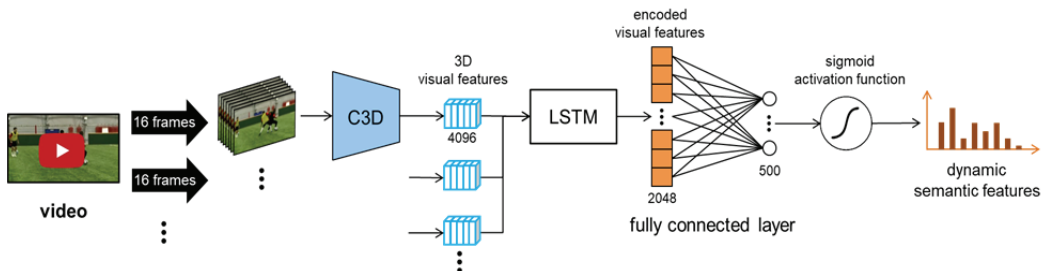 video
16 frames
16 frames
C3D
3D
visual features
4096
LSTM
encoded
visual features
2048
500
fully connected layer
sigmoid
activation function
dynamic
semantic features